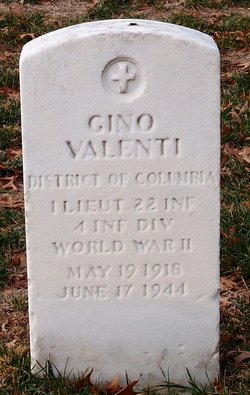 GINO
VALENTI
DISTRICT OF COLUMBIA
1 LIEUT 22 INF
4 INF DIV
WORLD WAR II
MAY 19 1918
JUNE 17 1944